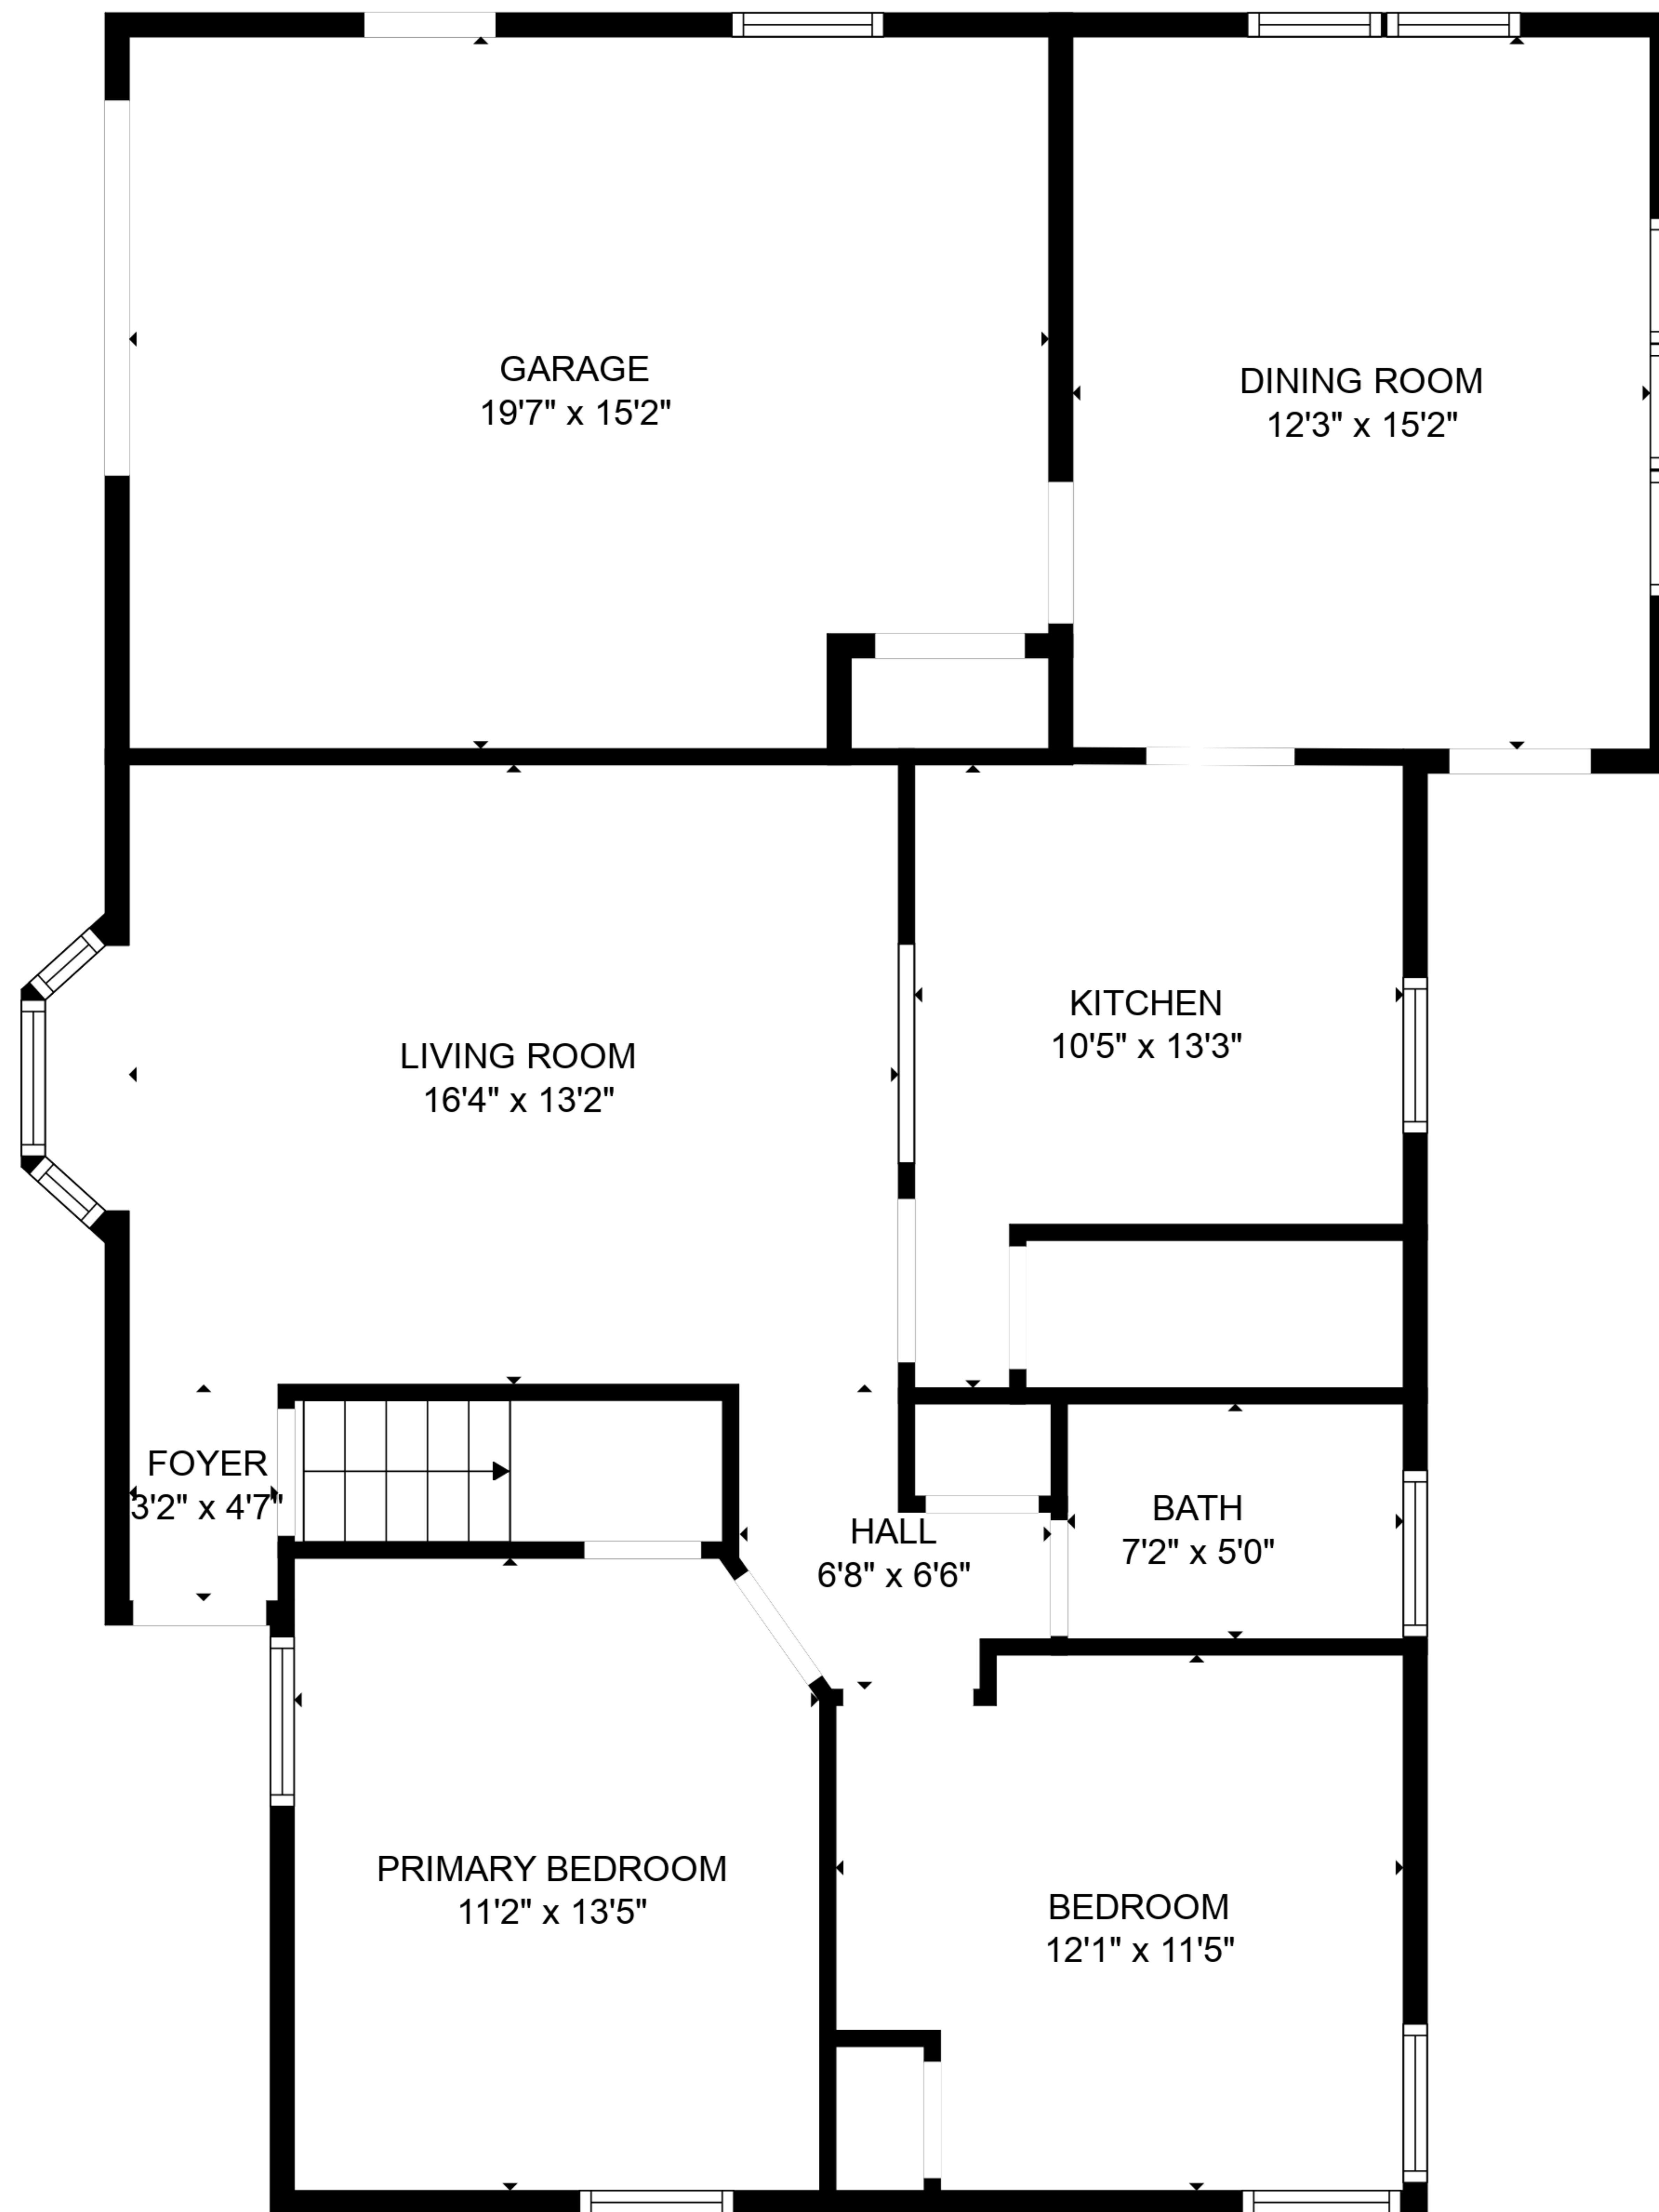 GARAGE
19'7" x 15'2"
DINING ROOM
12'3" x 15'2"
LIVING ROOM
16'4" x 13'2"
KITCHEN
10'5" x 13'3"
FOYER
3'2" x 4'7"
HALL
6'8" x 6'6"
BATH
7'2" x 5'0"
PRIMARY BEDROOM
11'2" x 13'5"
BEDROOM
12'1" x 11'5"